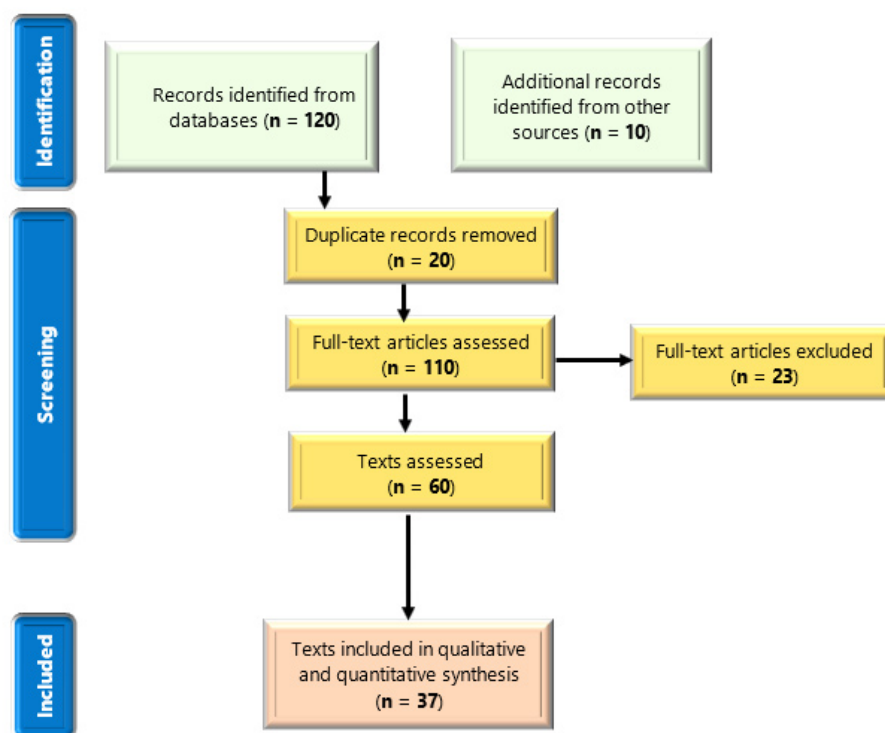 Identification
Records identified from
databases (n = 120)
Additional records
identified from other
sources (n = 10)
Screening
Duplicate records removed
(n = 20)
Full-text articles assessed
(n = 110)
Full-text articles excluded
(n = 23)
Texts assessed
(n = 60)
Included
Texts included in qualitative
and quantitative synthesis
(n = 37)